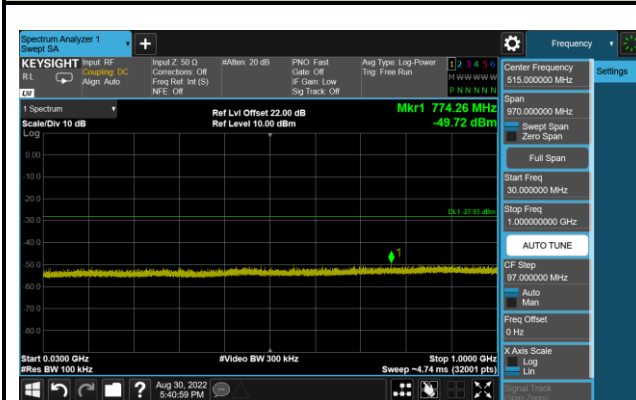 Spectrum Analyzer 1
Swept SA
Frequency
KEYSIGHT
Input: RF
Input Z: 50 Ω
#Atten: 20 dB
PNO: Fast
Avg Type: Log-Power
1 2 3 4 5 6
R L
Coupling: DC
Corrections: Off
Gate: Off
Trig: Free Run
M W W W W W
Align: Auto
Freq Ref: Int (S)
IF Gain: Low
NFE: Off
Sig Track: Off
P N N N N N
LXI
1 Spectrum
Scale/Div 10 dB
Log
Ref Lvl Offset 22.00 dB
Ref Level 10.00 dBm
Mkr1 774.26 MHz
-49.72 dBm
0.00
-10.0
-20.0
-30.0
-40.0
-50.0
-60.0
-70.0
-80.0
DL1 -27.93 dBm
1
Start 0.0300 GHz
#Res BW 100 kHz
#Video BW 300 kHz
Stop 1.0000 GHz
Sweep ~4.74 ms (32001 pts)
Center Frequency
515.000000 MHz
Settings
Span
970.000000 MHz
Swept Span
Zero Span
Full Span
Start Freq
30.000000 MHz
Stop Freq
1.000000000 GHz
AUTO TUNE
CF Step
97.000000 MHz
Auto
Man
Freq Offset
0 Hz
X Axis Scale
Log
Lin
Signal Track
(Span Zoom)
?
Aug 30, 2022
5:40:59 PM